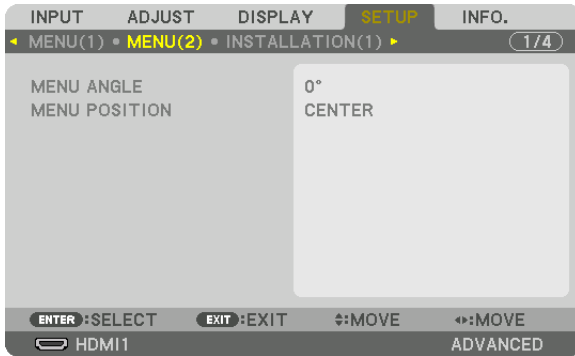 INPUT ADJUST DISPLAY SETUP INFO.
MENU(1) • MENU(2) • INSTALLATION(1) 1/4
MENU ANGLE 0°
MENU POSITION CENTER
ENTER :SELECT EXIT :EXIT :MOVE :MOVE
HDMI1 ADVANCED